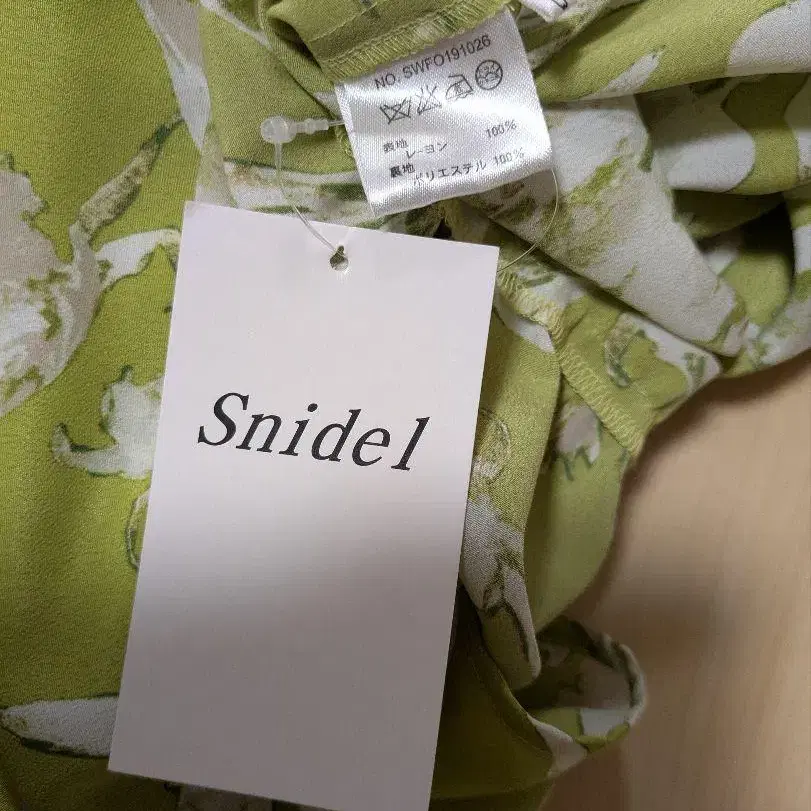 NO. SWFO191026
表地
レーヨン 100%
裏地
ポリエステル 100%
Snidel